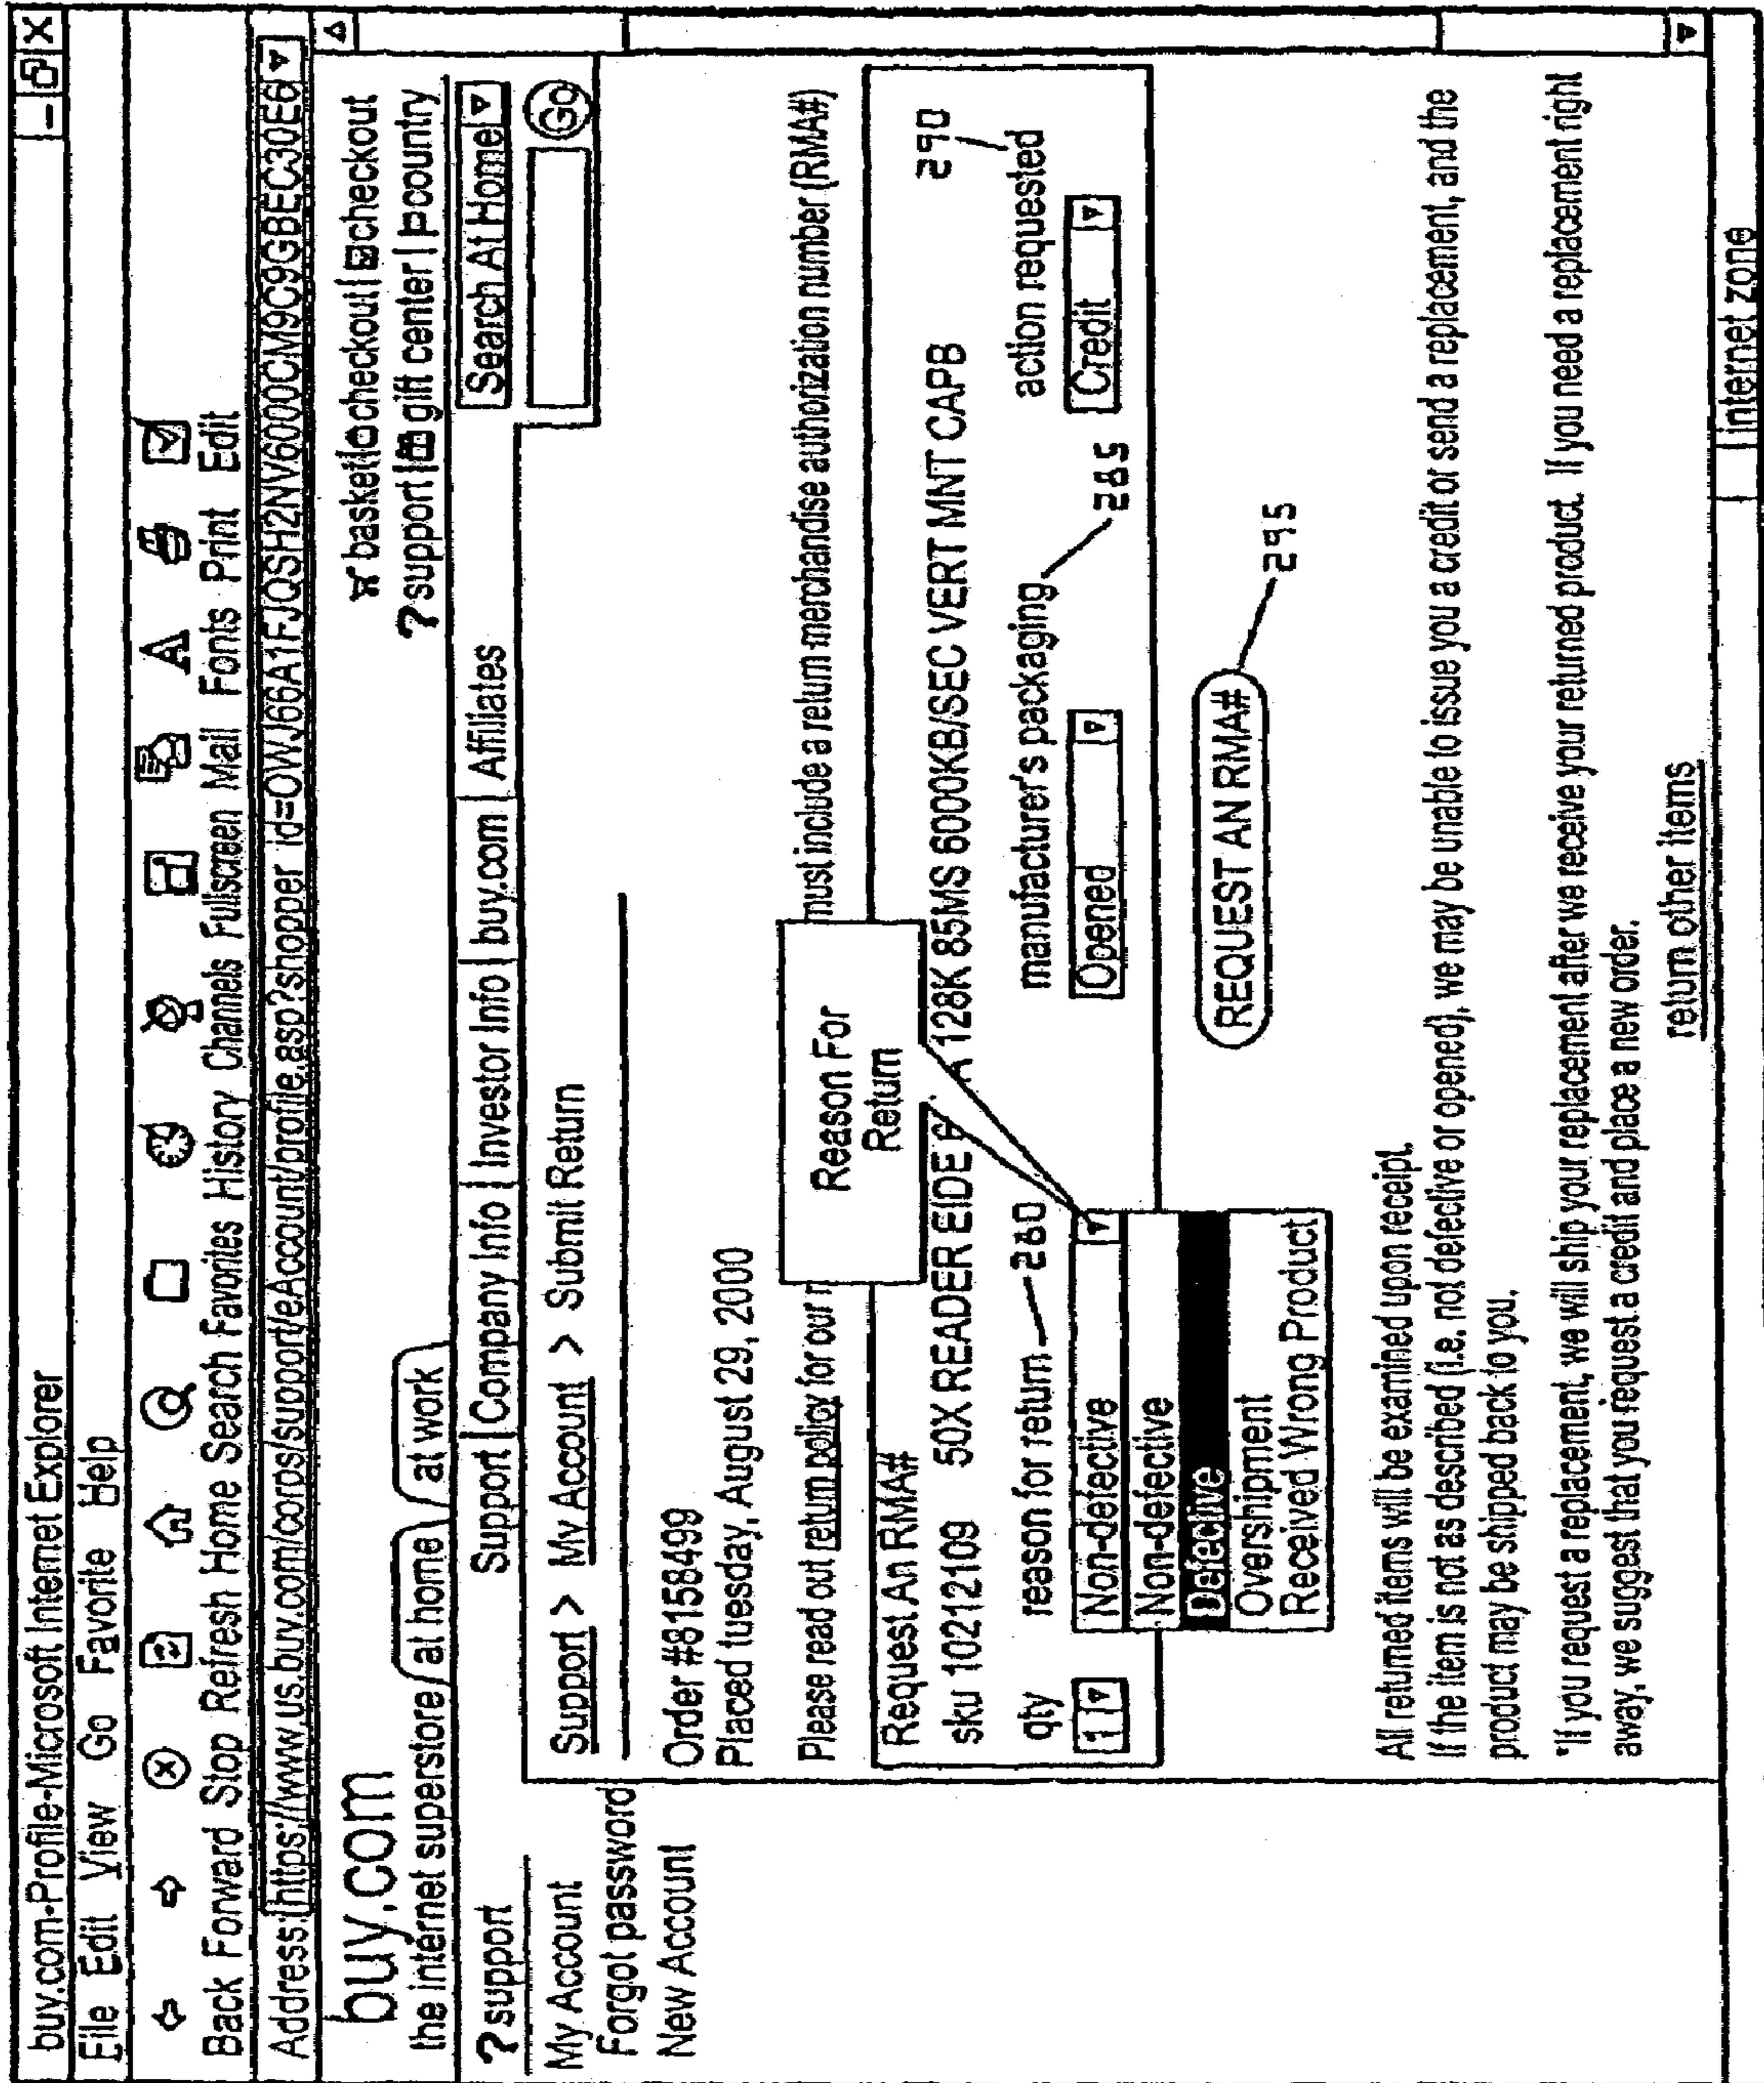 buy.com-Profile-Microsoft Internet Explorer
File Edit View Go Favorite Help
Back Forward Stop Refresh Home Search Favorites History Channels Fullscreen Mail Fonts Print Edit
Address: https://www.us.buy.com/corps/support/eAccount/profile.asp?shopper_id=OWJ66A1FJQSH2NV6000CM9C9GBEC30E6
buy.com
the internet superstore / at home \ / at work
basket checkout checkout
? support gift center country
Support Company Info Investor Info buy.com Affiliates
Search At Home
Go
? support
My Account
Forgot password
New Account
Support > My Account > Submit Return
Order #8158499
Placed tuesday, August 29, 2000
Please read out return policy for our
must include a return merchandise authorization number (RMA#)
Reason For
Return
Request An RMA#
sku 10212109 50X READER EIDE
A 128K 85MS 6000KB/SEC VERT MNT CAPB
290
qty reason for return 280 manufacturer's packaging 285 action requested
1 Non-defective Opened Credit
Non-defective
Defective
Overshipment
Received Wrong Product
REQUEST AN RMA# 295
All returned items will be examined upon receipt.
If the item is not as described (i.e. not defective or opened), we may be unable to issue you a credit or send a replacement, and the
product may be shipped back to you.
*If you request a replacement, we will ship your replacement after we receive your returned product. If you need a replacement right
away, we suggest that you request a credit and place a new order.
return other items
internet zone